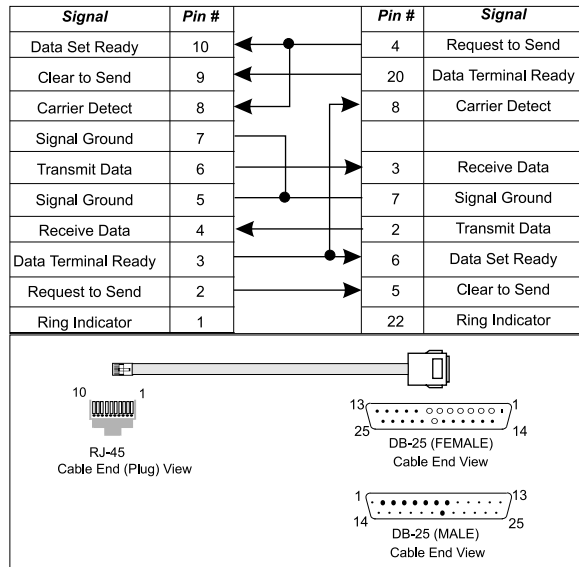 Signal Pin # Pin # Signal
Data Set Ready 10 4 Request to Send
Clear to Send 9 20 Data Terminal Ready
Carrier Detect 8 8 Carrier Detect
Signal Ground 7
Transmit Data 6 3 Receive Data
Signal Ground 5 7 Signal Ground
Receive Data 4 2 Transmit Data
Data Terminal Ready 3 6 Data Set Ready
Request to Send 2 5 Clear to Send
Ring Indicator 1 22 Ring Indicator
10 1
RJ-45
Cable End (Plug) View
13 1
25 14
DB-25 (FEMALE)
Cable End View
1 13
14 25
DB-25 (MALE)
Cable End View